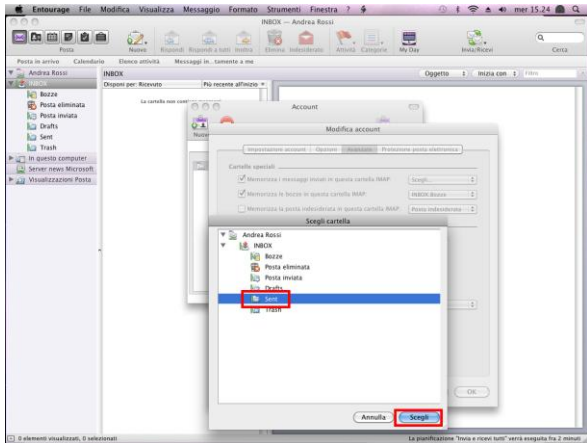 Entourage File Modifica Visualizza Messaggio Formato Strumenti Finestra ? mer 15.24
INBOX — Andrea Rossi
Nuovo Rispondi Rispondi a tutti Inoltra Elimina Indesiderato Attività Categorie My Day Invia/Ricevi
Posta Cerca
Posta in arrivo Calendario Elenco attività Messaggi in...tamente a me
Andrea Rossi
INBOX
Bozze
Posta eliminata
Posta inviata
Drafts
Sent
Trash
In questo computer
Server news Microsoft
Visualizzazioni Posta
INBOX
Oggetto Inizia con
Disponi per: Ricevuto Più recente all'inizio
La cartella non
Account
Modifica account
Impostazioni account Opzioni Avanzate Protezione posta elettronica
Cartelle speciali
Memorizza i messaggi inviati in questa cartella IMAP: Scegli...
Memorizza le bozze in questa cartella IMAP: INBOX.Bozze
Memorizza la posta indesiderata in questa cartella IMAP: Posta indesiderata
Scegli cartella
Andrea Rossi
INBOX
Bozze
Posta eliminata
Posta inviata
Drafts
Sent
Trash
OK
Annulla Scegli
0 elementi visualizzati, 0 selezionati
La pianificazione "Invia e ricevi tutti" verrà eseguita fra 2 minuti